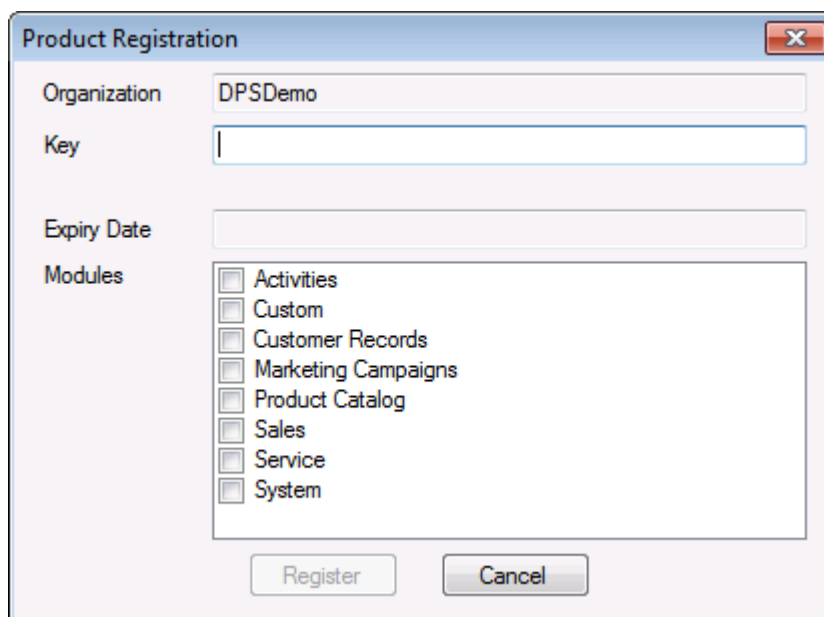 Product Registration
Organization DPSDemo
Key
Expiry Date
Modules
Activities
Custom
Customer Records
Marketing Campaigns
Product Catalog
Sales
Service
System
Register Cancel